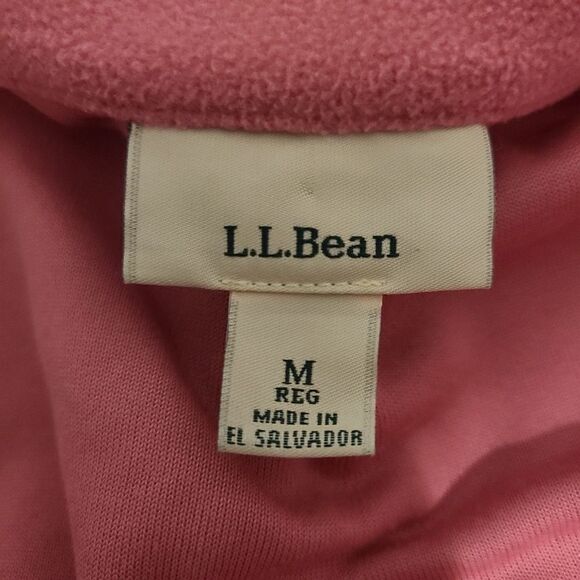 L.L.Bean
M
REG
MADE IN
EL SALVADOR